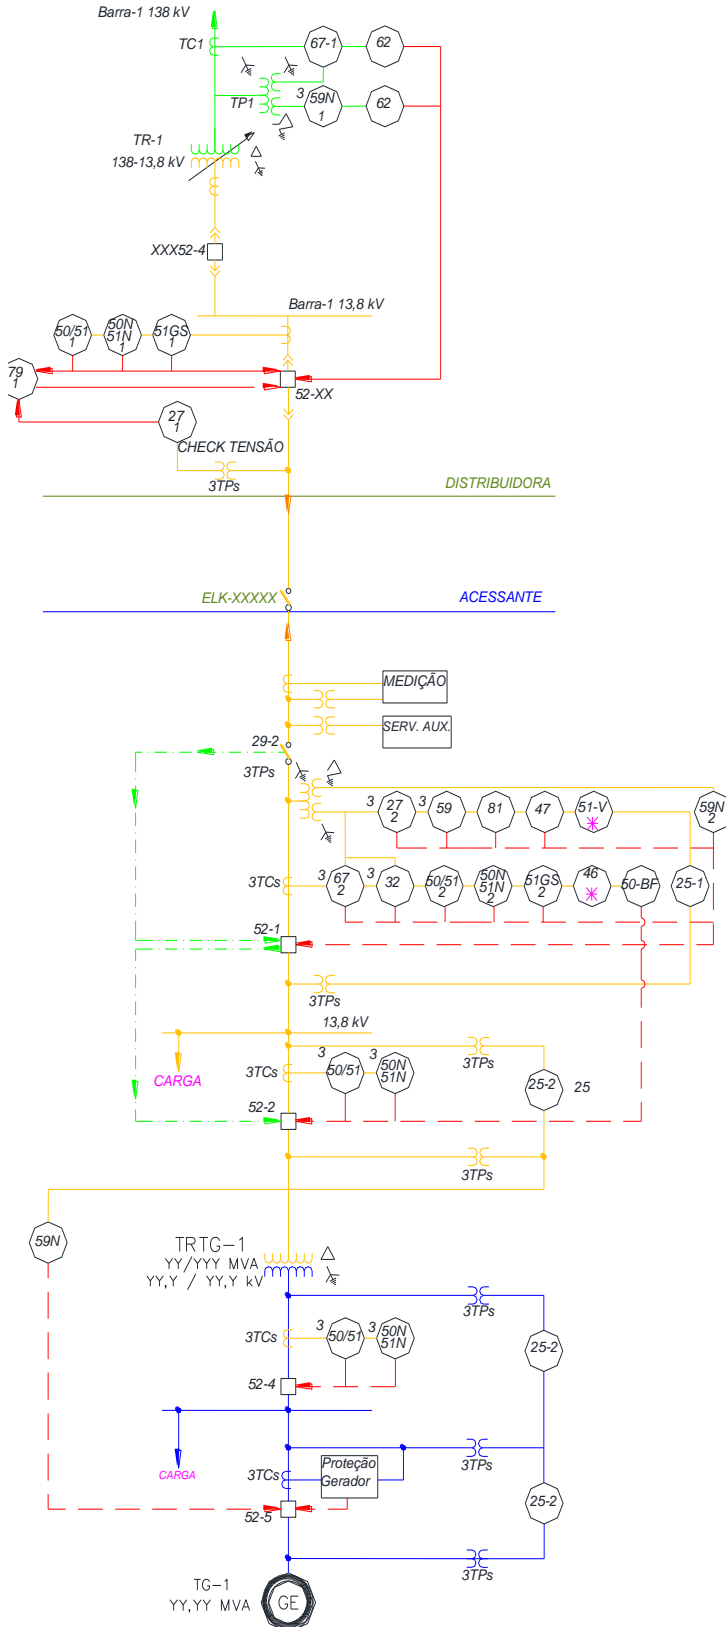 Barra-1 138 kV
TC1
67-1
62
TP1
3
59N
1
62
TR-1
138-13,8 kV
XXX52-4
Barra-1 13,8 kV
50/51
1
50N
51N
1
51GS
1
79
1
52-XX
27
1
CHECK TENSÃO
3TPs
DISTRIBUIDORA
ELK-XXXXX
ACESSANTE
MEDIÇÃO
SERV. AUX.
29-2
3TPs
3
27
2
3
59
81
47
51-V
59N
2
3TCs
3
67
2
3
32
50/51
2
50N
51N
2
51GS
2
46
50-BF
25-1
52-1
3TPs
13,8 kV
CARGA
3TCs
3
50/51
3
50N
51N
3TPs
25-2
25
52-2
3TPs
59N
TRTG-1
YY/YYY MVA
YY,Y / YY,Y kV
3TPs
3TCs
3
50/51
3
50N
51N
25-2
52-4
CARGA
3TCs
Proteção
Gerador
3TPs
25-2
52-5
3TPs
TG-1
YY,YY MVA
GE